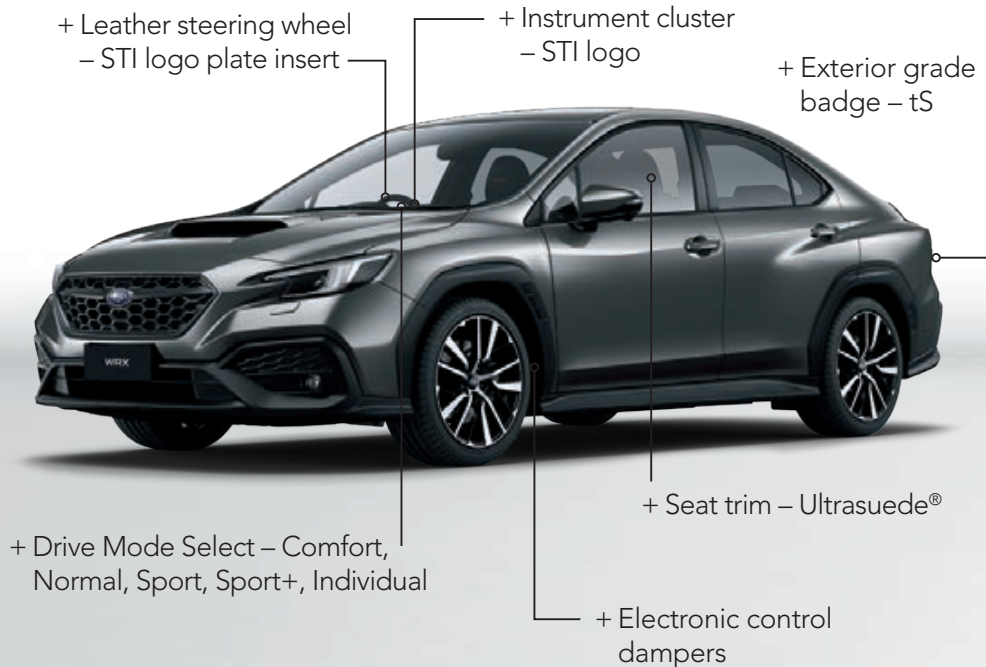 + Leather steering wheel
– STI logo plate insert
+ Instrument cluster
– STI logo
+ Exterior grade
badge – tS
WRX
+ Seat trim – Ultrasuede®
+ Drive Mode Select – Comfort,
Normal, Sport, Sport+, Individual
+ Electronic control
dampers